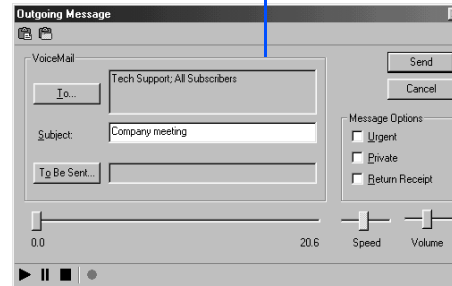 Outgoing Message
VoiceMail
To...
Tech Support; All Subscribers
Subject:
Company meeting
To Be Sent...
Send
Cancel
Message Options
Urgent
Private
Return Receipt
0.0
20.6
Speed
Volume